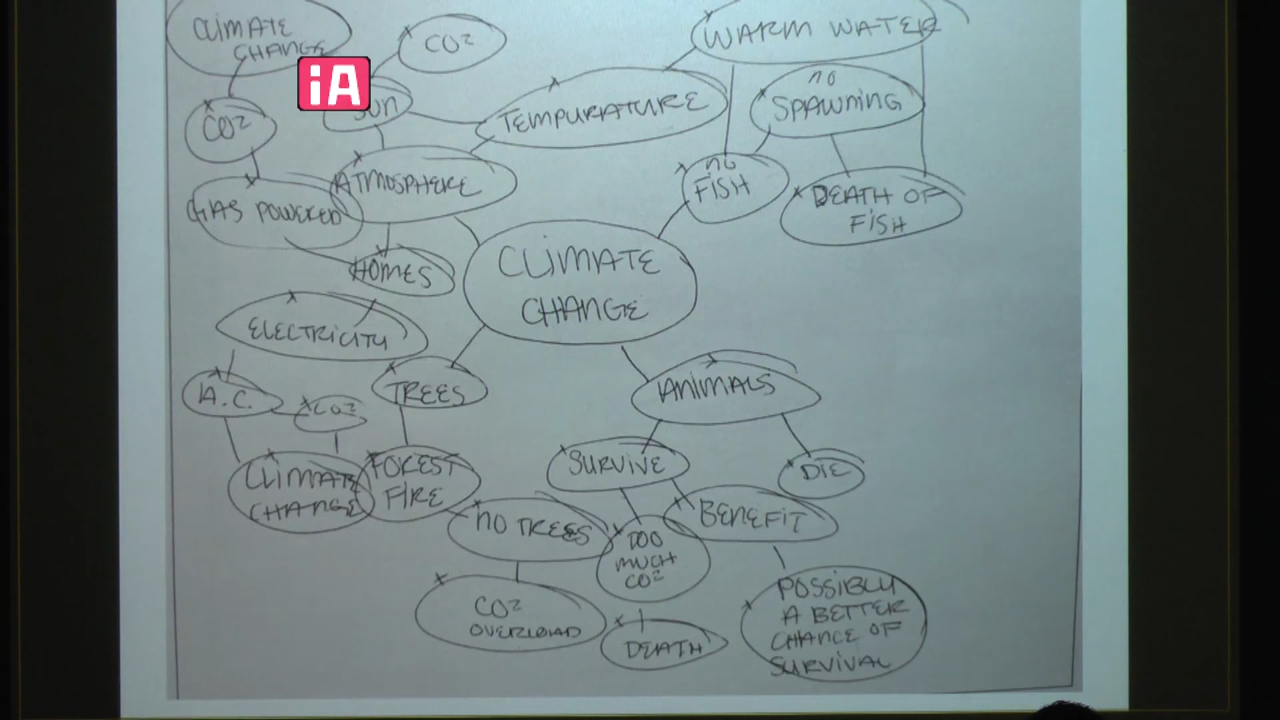 CLIMATE
CHANGE
CO2
WARM WATER
iA
SUN
CO2
TEMPURATURE
no
SPAWNING
ATMOSPHERE
GAS POWERED
no
FISH
DEATH OF
FISH
HOMES
CLIMATE
CHANGE
ELECTRICITY
A.C.
CO2
TREES
ANIMALS
CLIMATE
CHANGE
FOREST
FIRE
SURVIVE
DIE
NO TREES
BENEFIT
DOO
MUCH
CO2
CO2
OVERLOAD
DEATH
POSSIBLY
A BETTER
CHANCE OF
SURVIVAL